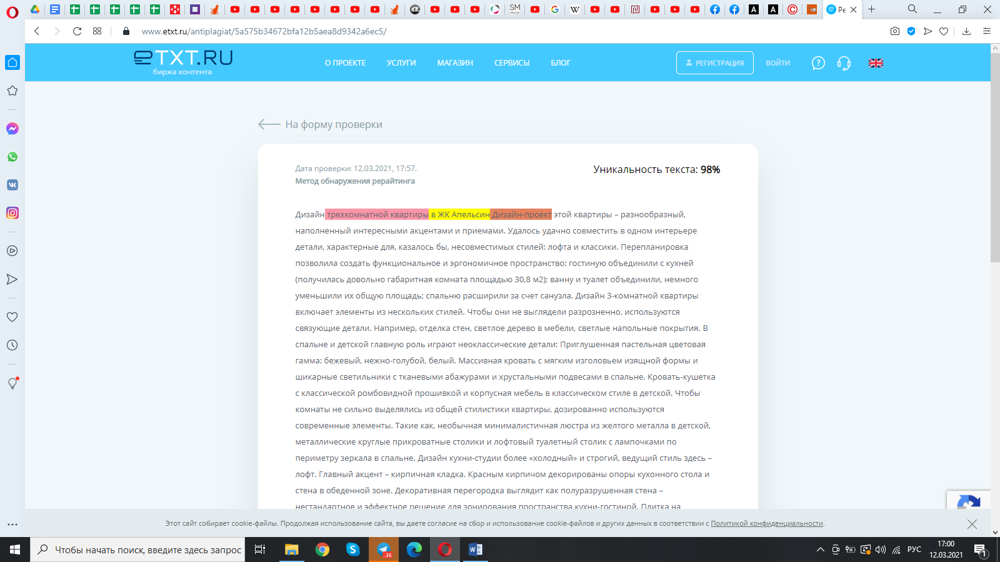 Pe
www.etxt.ru/antiplagiat/5a575b34672bfa12b5aea8d9342a6ec5/
eTXT.RU
биржа контента
О ПРОЕКТЕ УСЛУГИ МАГАЗИН СЕРВИСЫ БЛОГ РЕГИСТРАЦИЯ ВОЙТИ
На форму проверки
Дата проверки: 12.03.2021, 17:57.
Уникальность текста: 98%
Метод обнаружения рерайтинга
Дизайн трехкомнатной квартиры в ЖК Апельсин Дизайн-проект этой квартиры – разнообразный,
наполненный интересными акцентами и приемами. Удалось удачно совместить в одном интерьере
детали, характерные для, казалось бы, несовместимых стилей: лофта и классики. Перепланировка
позволила создать функциональное и эргономичное пространство: гостиную объединили с кухней
(получилась довольно габаритная комната площадью 30,8 м2); ванну и туалет объединили, немного
уменьшили их общую площадь; спальню расширили за счет санузла. Дизайн 3-комнатной квартиры
включает элементы из нескольких стилей. Чтобы они не выглядели разрозненно, используются
связующие детали. Например, отделка стен, светлое дерево в мебели, светлые напольные покрытия. В
спальне и детской главную роль играют неоклассические детали: Приглушенная пастельная цветовая
гамма: бежевый, нежно-голубой, белый. Массивная кровать с мягким изголовьем изящной формы и
шикарные светильники с тканевыми абажурами и хрустальными подвесами в спальне. Кровать-кушетка
с классической ромбовидной прошивкой и корпусная мебель в классическом стиле в детской. Чтобы
комнаты не сильно выделялись из общей стилистики квартиры, дозированно используются
современные элементы. Такие как, необычная минималистичная люстра из желтого металла в детской,
металлические круглые прикроватные столики и лофтовый туалетный столик с лампочками по
периметру зеркала в спальне. Дизайн кухни-студии более «холодный» и строгий, ведущий стиль здесь –
лофт. Главный акцент – кирпичная кладка. Красным кирпичом декорированы опоры кухонного стола и
стена в обеденной зоне. Декоративная перегородка выглядит как полуразрушенная стена –
нестандартное и эффектное решение для зонирования пространства кухни-гостиной. Плитка на
Этот сайт собирает cookie-файлы. Продолжая использование сайта, вы даете согласие на сбор и использование cookie-файлов и других данных в соответствии с Политикой конфиденциальности.
Чтобы начать поиск, введите здесь запрос
.36
РУС
17:00
12.03.2021
1